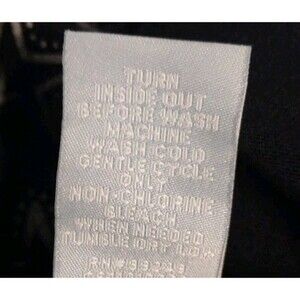 TURN
INSIDE OUT
BEFORE WASH
MACHINE
WASH COLD
GENTLE CYCLE
ONLY
NON-CHLORINE
BLEACH
WHEN NEEDED
TUMBLE DRY LOW